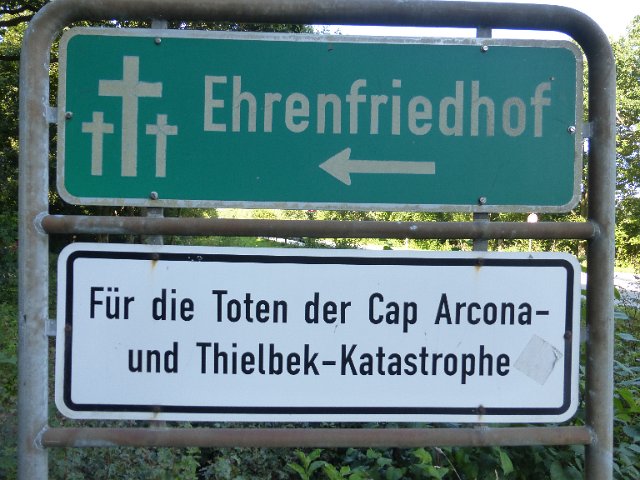 Ehrenfriedhof
Für die Toten der Cap Arcona-
und Thielbek-Katastrophe